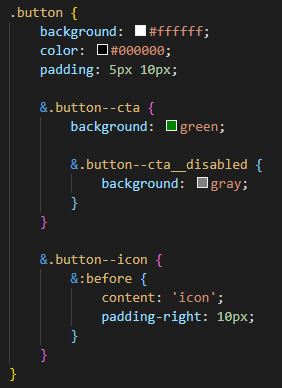 .button {
background: #ffffff;
color: #000000;
padding: 5px 10px;
&.button--cta {
background: green;
&.button--cta__disabled {
background: gray;
}
}
&.button--icon {
&:before {
content: 'icon';
padding-right: 10px;
}
}
}